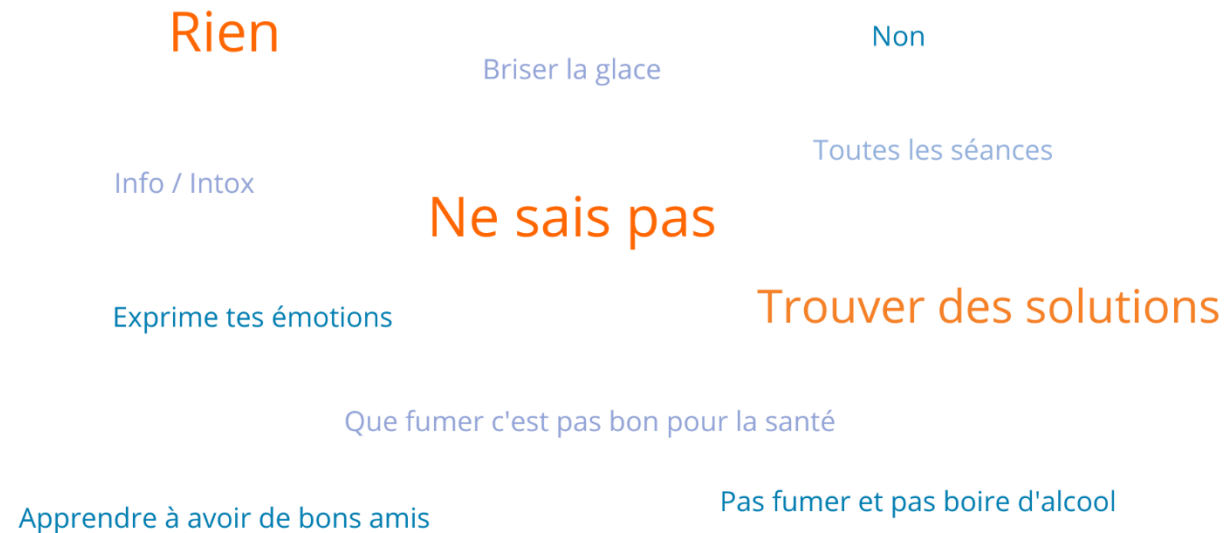 Rien
Non
Briser la glace
Toutes les séances
Info / Intox
Ne sais pas
Trouver des solutions
Exprime tes émotions
Que fumer c'est pas bon pour la santé
Pas fumer et pas boire d'alcool
Apprendre à avoir de bons amis